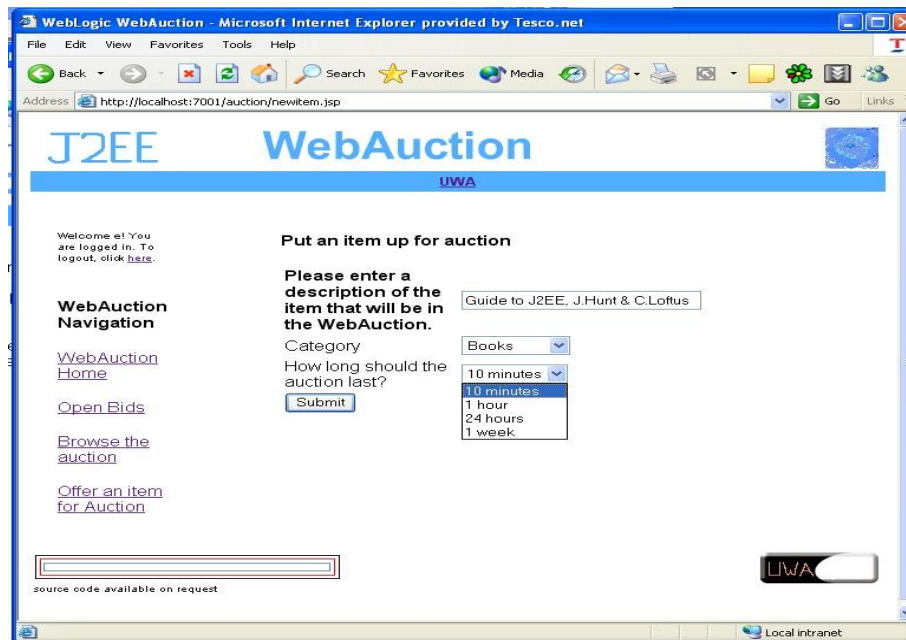 WebLogic WebAuction - Microsoft Internet Explorer provided by Tesco.net
File Edit View Favorites Tools Help
Back Search Favorites Media
Address http://localhost:7001/auction/newitem.jsp Go Links
J2EE WebAuction
UWA
Welcome e! You
are logged in. To
logout, click here.
Put an item up for auction
Please enter a
description of the
item that will be in
the WebAuction.
Guide to J2EE, J.Hunt & C.Loftus
Category Books
How long should the
auction last?
10 minutes
10 minutes
1 hour
24 hours
1 week
Submit
WebAuction
Navigation
WebAuction
Home
Open Bids
Browse the
auction
Offer an item
for Auction
source code available on request
UWA
Local intranet